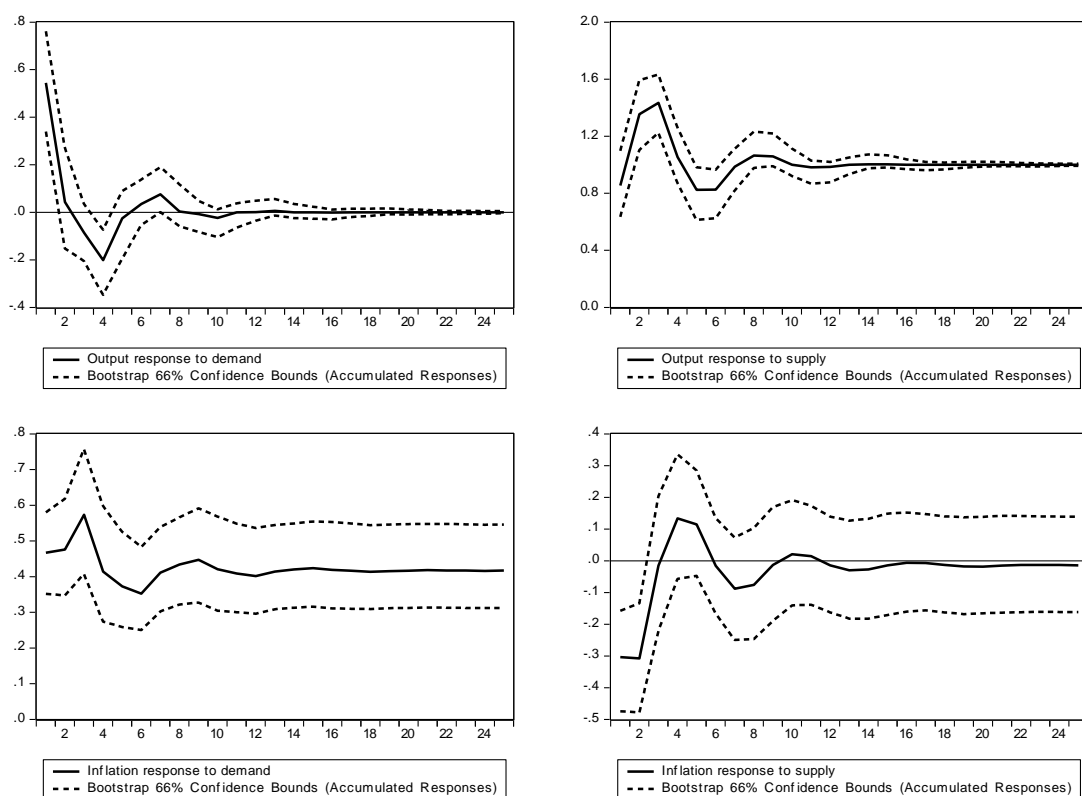 .8
.6
.4
.2
.0
-.2
-.4
2 4 6 8 10 12 14 16 18 20 22 24
Output response to demand
Bootstrap 66% Confidence Bounds (Accumulated Responses)
2.0
1.6
1.2
0.8
0.4
0.0
2 4 6 8 10 12 14 16 18 20 22 24
Output response to supply
Bootstrap 66% Confidence Bounds (Accumulated Responses)
.8
.7
.6
.5
.4
.3
.2
.1
.0
2 4 6 8 10 12 14 16 18 20 22 24
Inflation response to demand
Bootstrap 66% Confidence Bounds (Accumulated Responses)
.4
.3
.2
.1
.0
-.1
-.2
-.3
-.4
-.5
2 4 6 8 10 12 14 16 18 20 22 24
Inflation response to supply
Bootstrap 66% Confidence Bounds (Accumulated Responses)